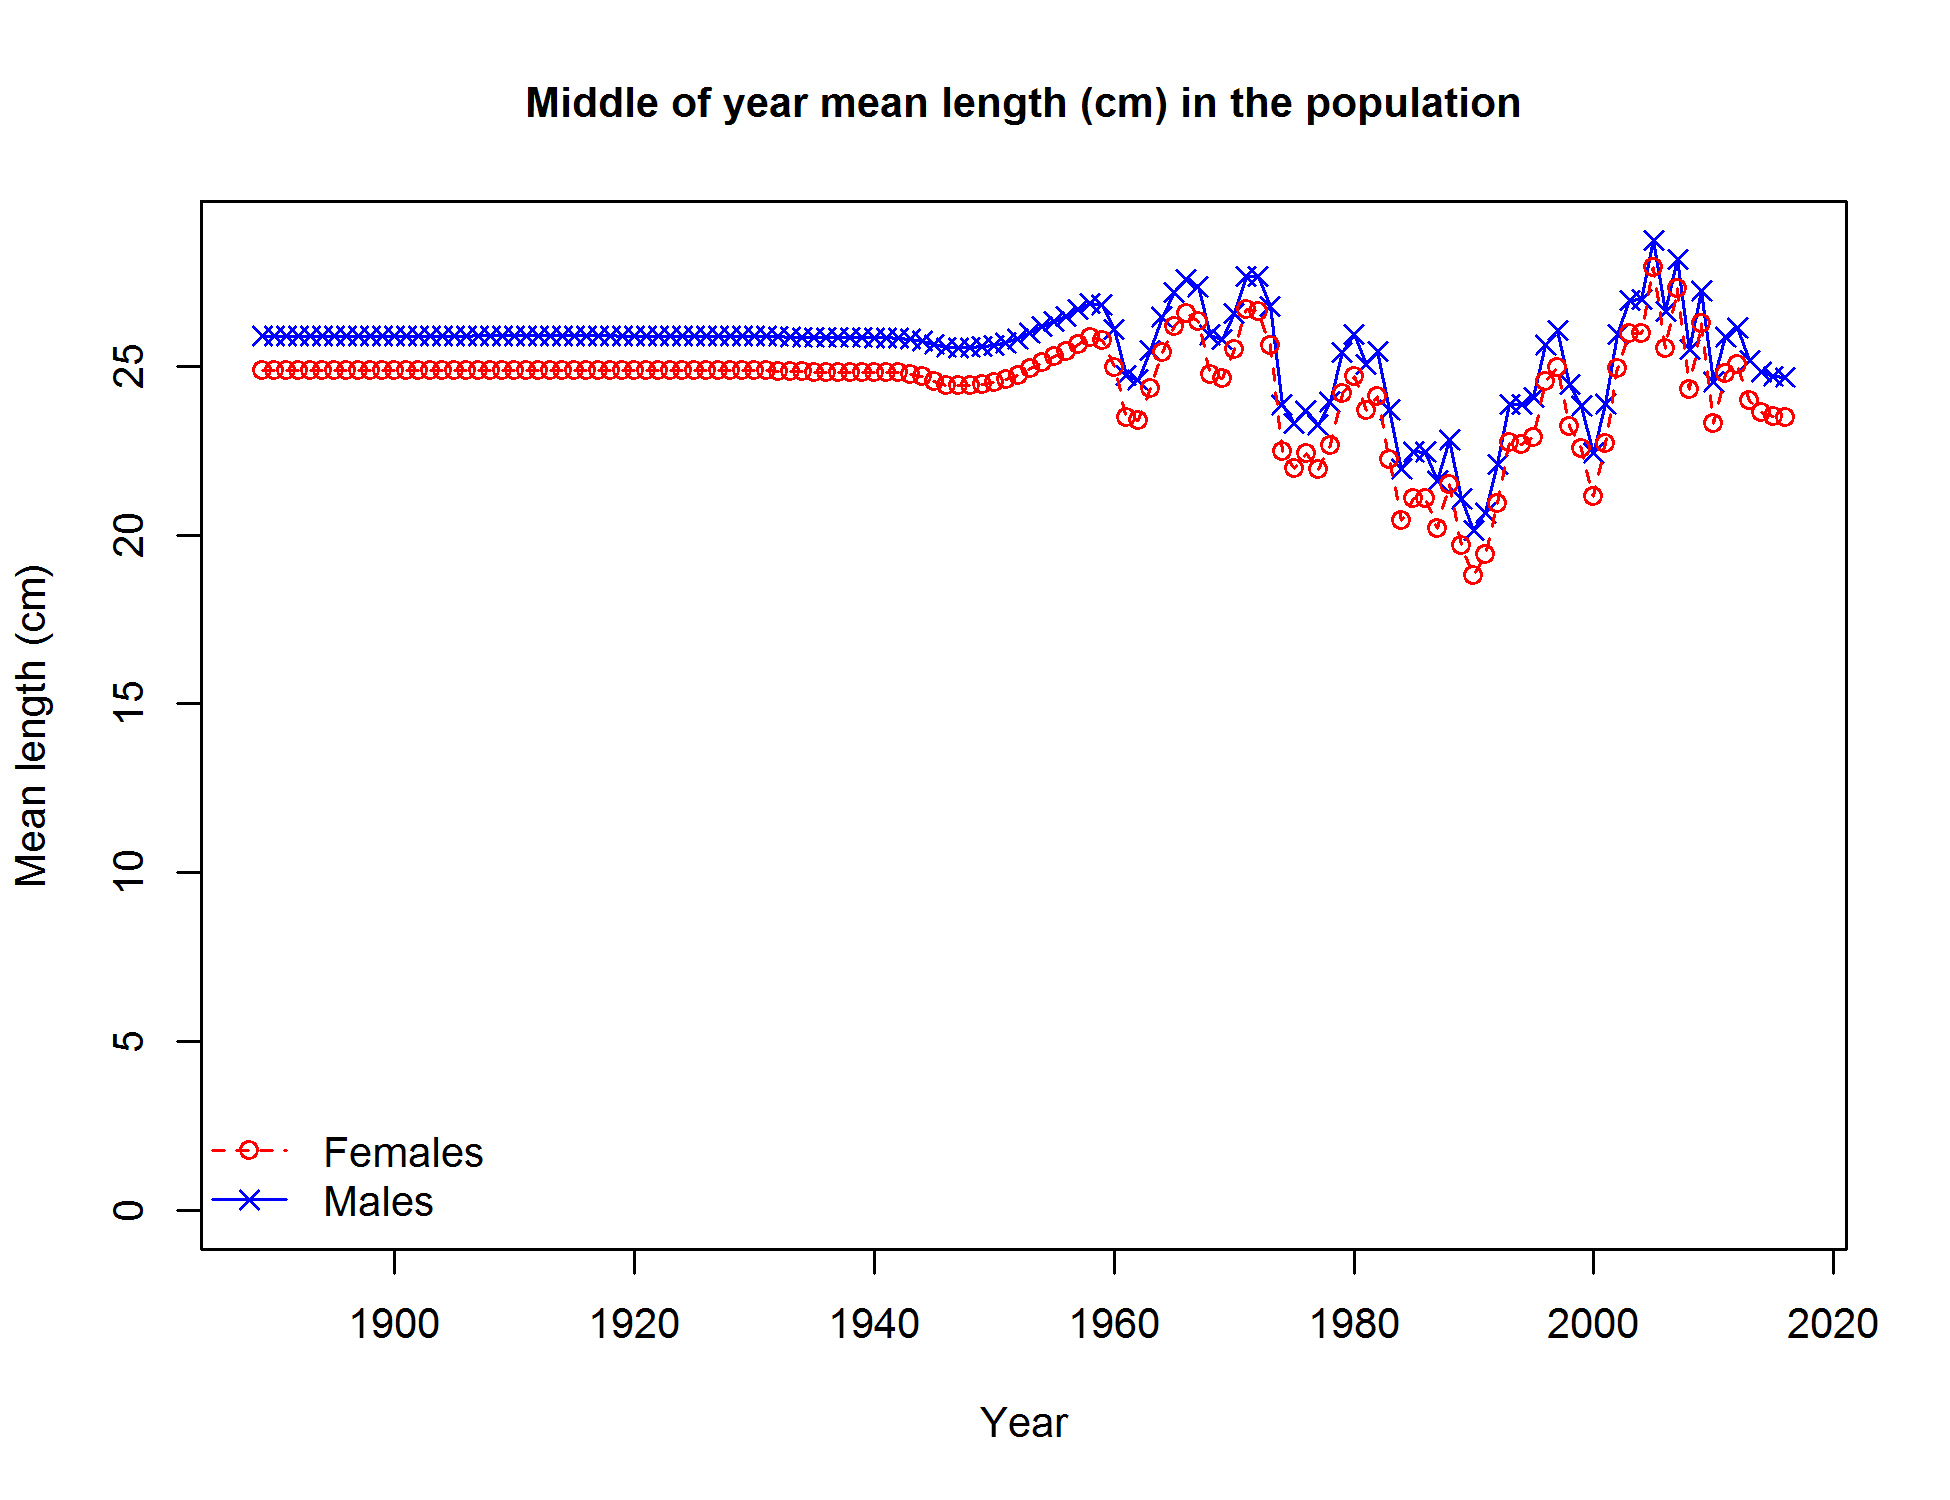 Middle of year mean length (cm) in the population
Mean length (cm)
25
20
15
10
5
0
Females
Males
1900 1920 1940 1960 1980 2000 2020
Year